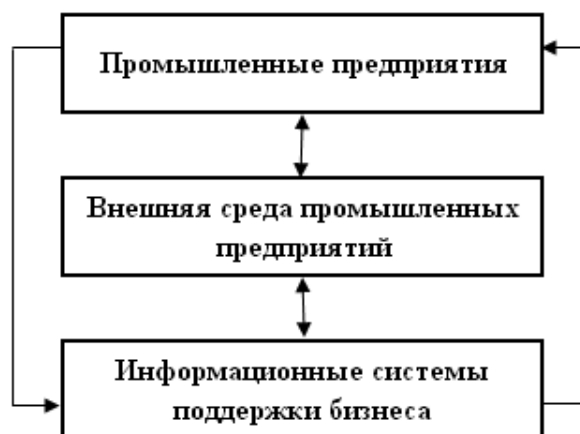 Промышленные предприятия
Внешняя среда промышленных
предприятий
Информационные системы
поддержки бизнеса